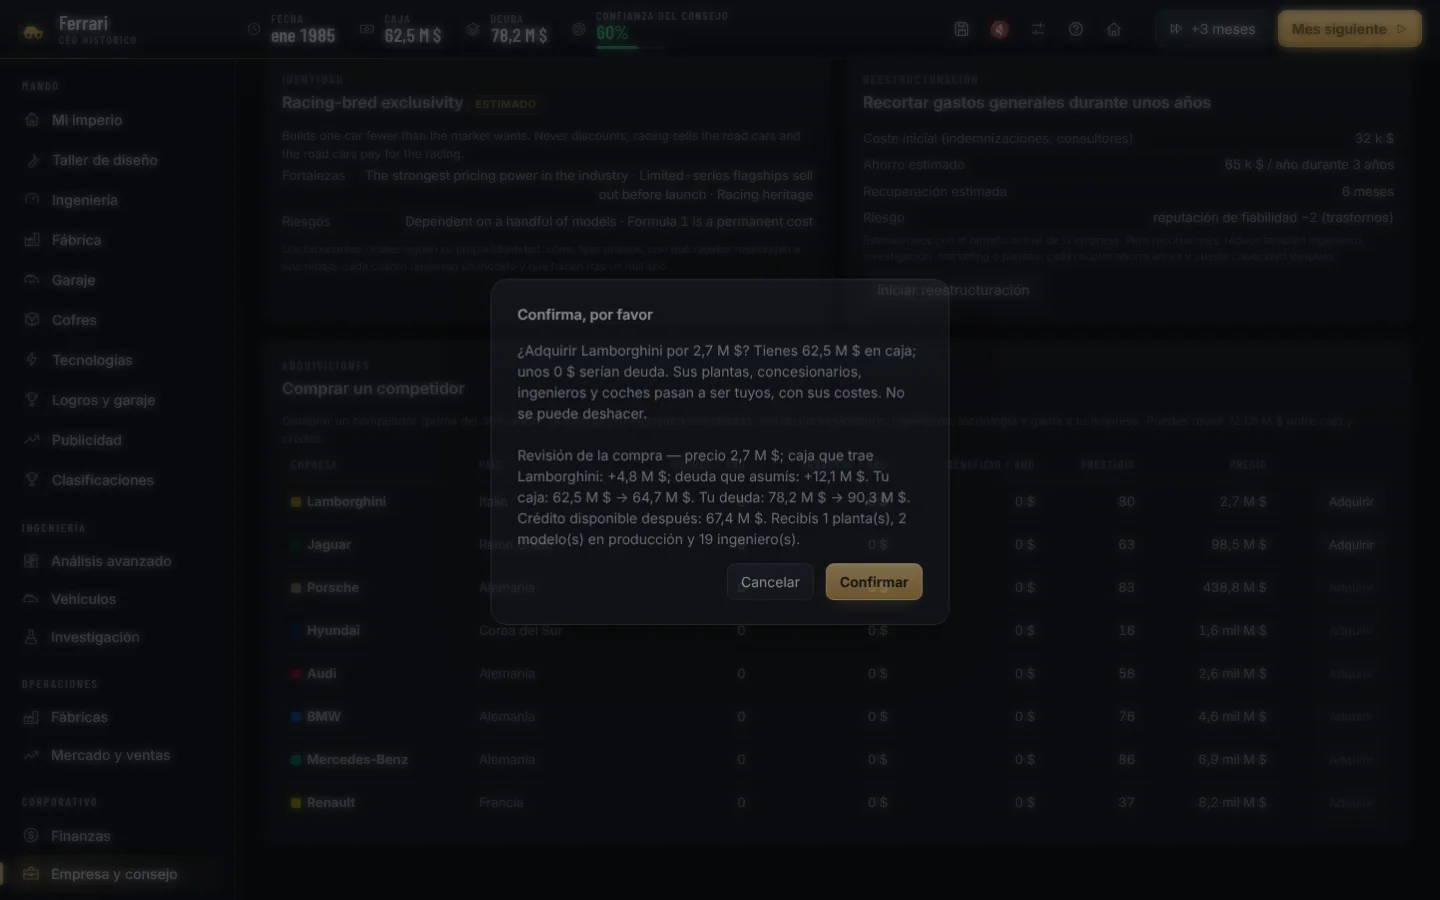 Ferrari
CEO HISTÓRICO
FECHA
ene 1985
CAJA
62,5 M $
DEUDA
78,2 M $
CONFIANZA DEL CONSEJO
60%
+3 meses
Mes siguiente
MANDO
Mi imperio
Taller de diseño
Ingeniería
Fábrica
Garaje
Cofres
Tecnologías
Logros y garaje
Publicidad
Clasificaciones
INGENIERÍA
Análisis avanzado
Vehículos
Investigación
OPERACIONES
Fábricas
Mercado y ventas
CORPORATIVO
Finanzas
Empresa y consejo
IDENTIDAD
Racing-bred exclusivity ESTIMADO
Builds one car fewer than the market wants. Never discounts; racing sells the road cars and
the road cars pay for the racing.
Fortalezas The strongest pricing power in the industry · Limited-series flagships sell
out before launch · Racing heritage
Riesgos Dependent on a handful of models · Formula 1 is a permanent cost
REESTRUCTURACIÓN
Recortar gastos generales durante unos años
Coste inicial (indemnizaciones, consultores) 32 k $
Ahorro estimado 65 k $ / año durante 3 años
Recuperación estimada 6 meses
Riesgo reputación de fiabilidad −2 (trastornos)
Iniciar reestructuración
ADQUISICIONES
Comprar un competidor
crédito.
EMPRESA BENEFICIO / AÑO PRESTIGIO PRECIO
Lamborghini Italia 0 $ 30 2,7 M $ Adquirir
Jaguar Reino 0 $ 63 98,5 M $ Adquirir
Porsche Alemania 0 $ 83 438,8 M $ Adquirir
Hyundai Corea del Sur 0 0 $ 0 $ 16 1,6 mil M $ Adquirir
Audi Alemania 0 0 $ 0 $ 58 2,6 mil M $ Adquirir
BMW Alemania 0 0 $ 0 $ 76 4,6 mil M $ Adquirir
Mercedes-Benz Alemania 0 0 $ 0 $ 86 6,9 mil M $ Adquirir
Renault Francia 0 0 $ 0 $ 37 8,2 mil M $ Adquirir
Confirma, por favor
¿Adquirir Lamborghini por 2,7 M $? Tienes 62,5 M $ en caja;
unos 0 $ serían deuda. Sus plantas, concesionarios,
ingenieros y coches pasan a ser tuyos, con sus costes. No
se puede deshacer.
Revisión de la compra — precio 2,7 M $; caja que trae
Lamborghini: +4,8 M $; deuda que asumís: +12,1 M $. Tu
caja: 62,5 M $ → 64,7 M $. Tu deuda: 78,2 M $ → 90,3 M $.
Crédito disponible después: 67,4 M $. Recibís 1 planta(s), 2
modelo(s) en producción y 19 ingeniero(s).
Cancelar
Confirmar